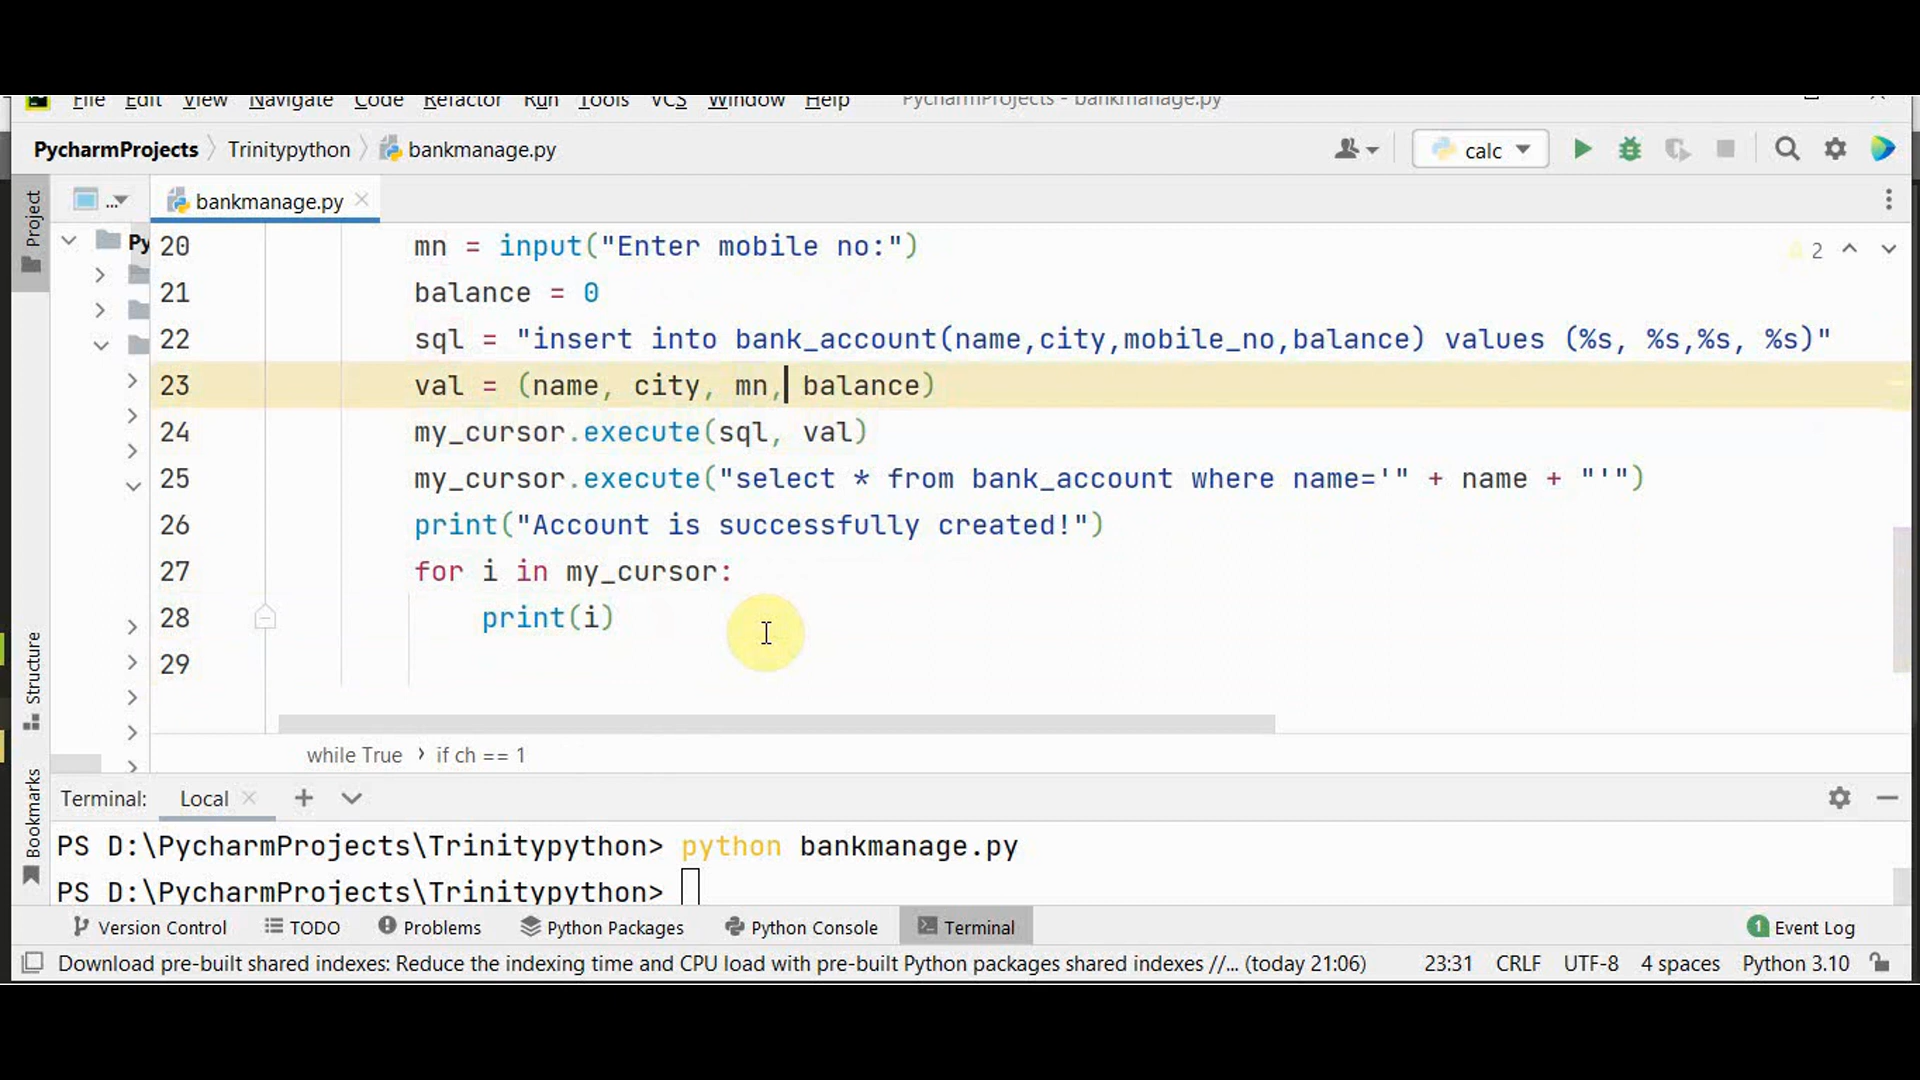 File Edit View Navigate Code Refactor Run Tools VCS Window Help PycharmProjects - bankmanage.py
PycharmProjects Trinitypython bankmanage.py calc
Project ... bankmanage.py
Py 20 mn = input("Enter mobile no:") 2
21 balance = 0
22 sql = "insert into bank_account(name,city,mobile_no,balance) values (%s, %s,%s, %s)"
23 val = (name, city, mn, balance)
24 my_cursor.execute(sql, val)
25 my_cursor.execute("select * from bank_account where name='" + name + "'")
26 print("Account is successfully created!")
27 for i in my_cursor:
28 print(i)
29
Structure
while True › if ch == 1
Bookmarks
Terminal: Local
PS D:\PycharmProjects\Trinitypython> python bankmanage.py
PS D:\PycharmProjects\Trinitypython>
Version Control TODO Problems Python Packages Python Console Terminal 1 Event Log
Download pre-built shared indexes: Reduce the indexing time and CPU load with pre-built Python packages shared indexes //... (today 21:06) 23:31 CRLF UTF-8 4 spaces Python 3.10